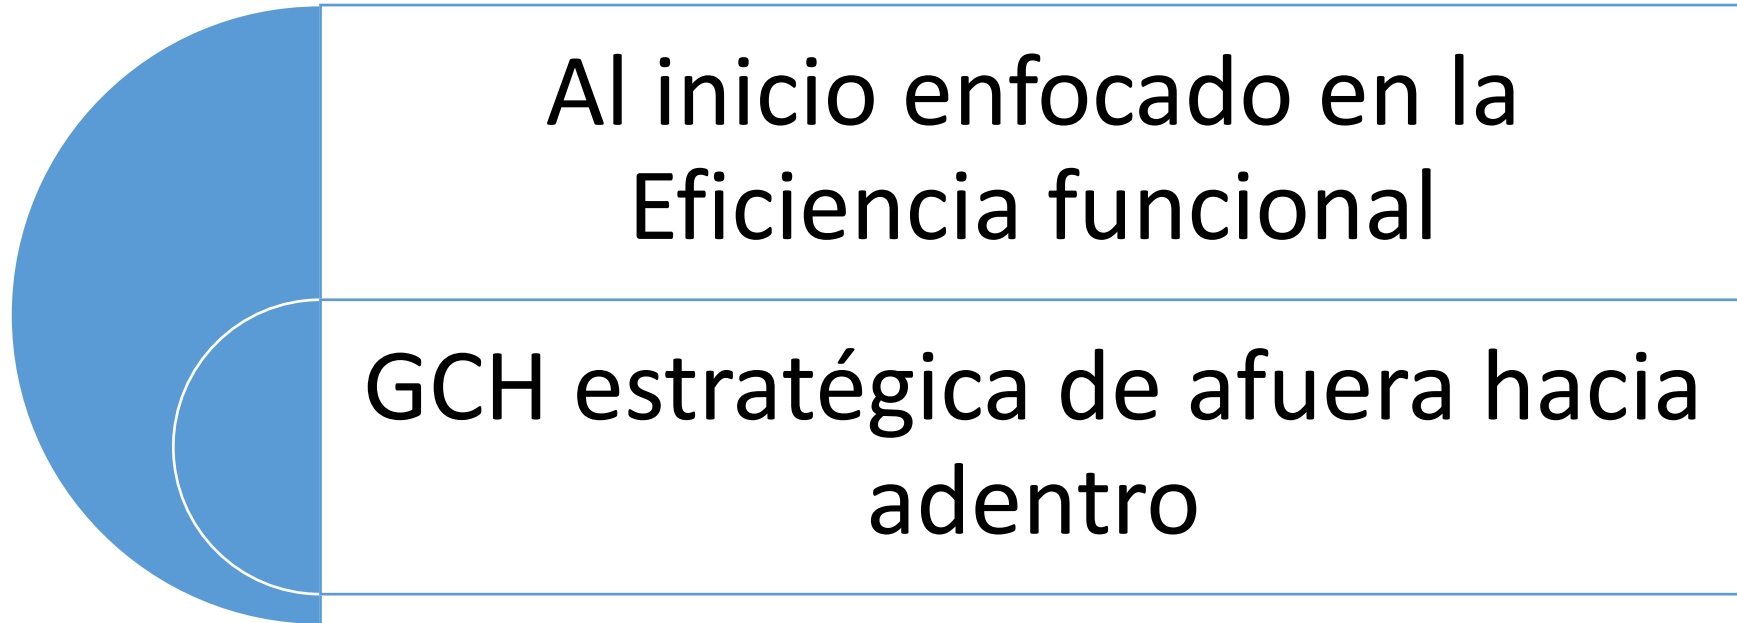 Al inicio enfocado en la
Eficiencia funcional
GCH estratégica de afuera hacia
adentro